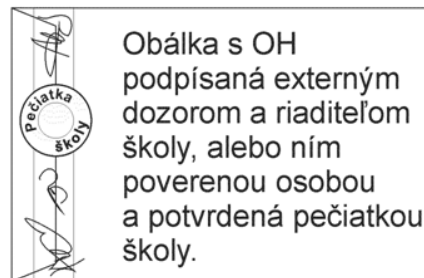 Pečiatka
školy
Obálka s OH
podpísaná externým
dozorom a riaditeľom
školy, alebo ním
poverenou osobou
a potvrdená pečiatkou
školy.